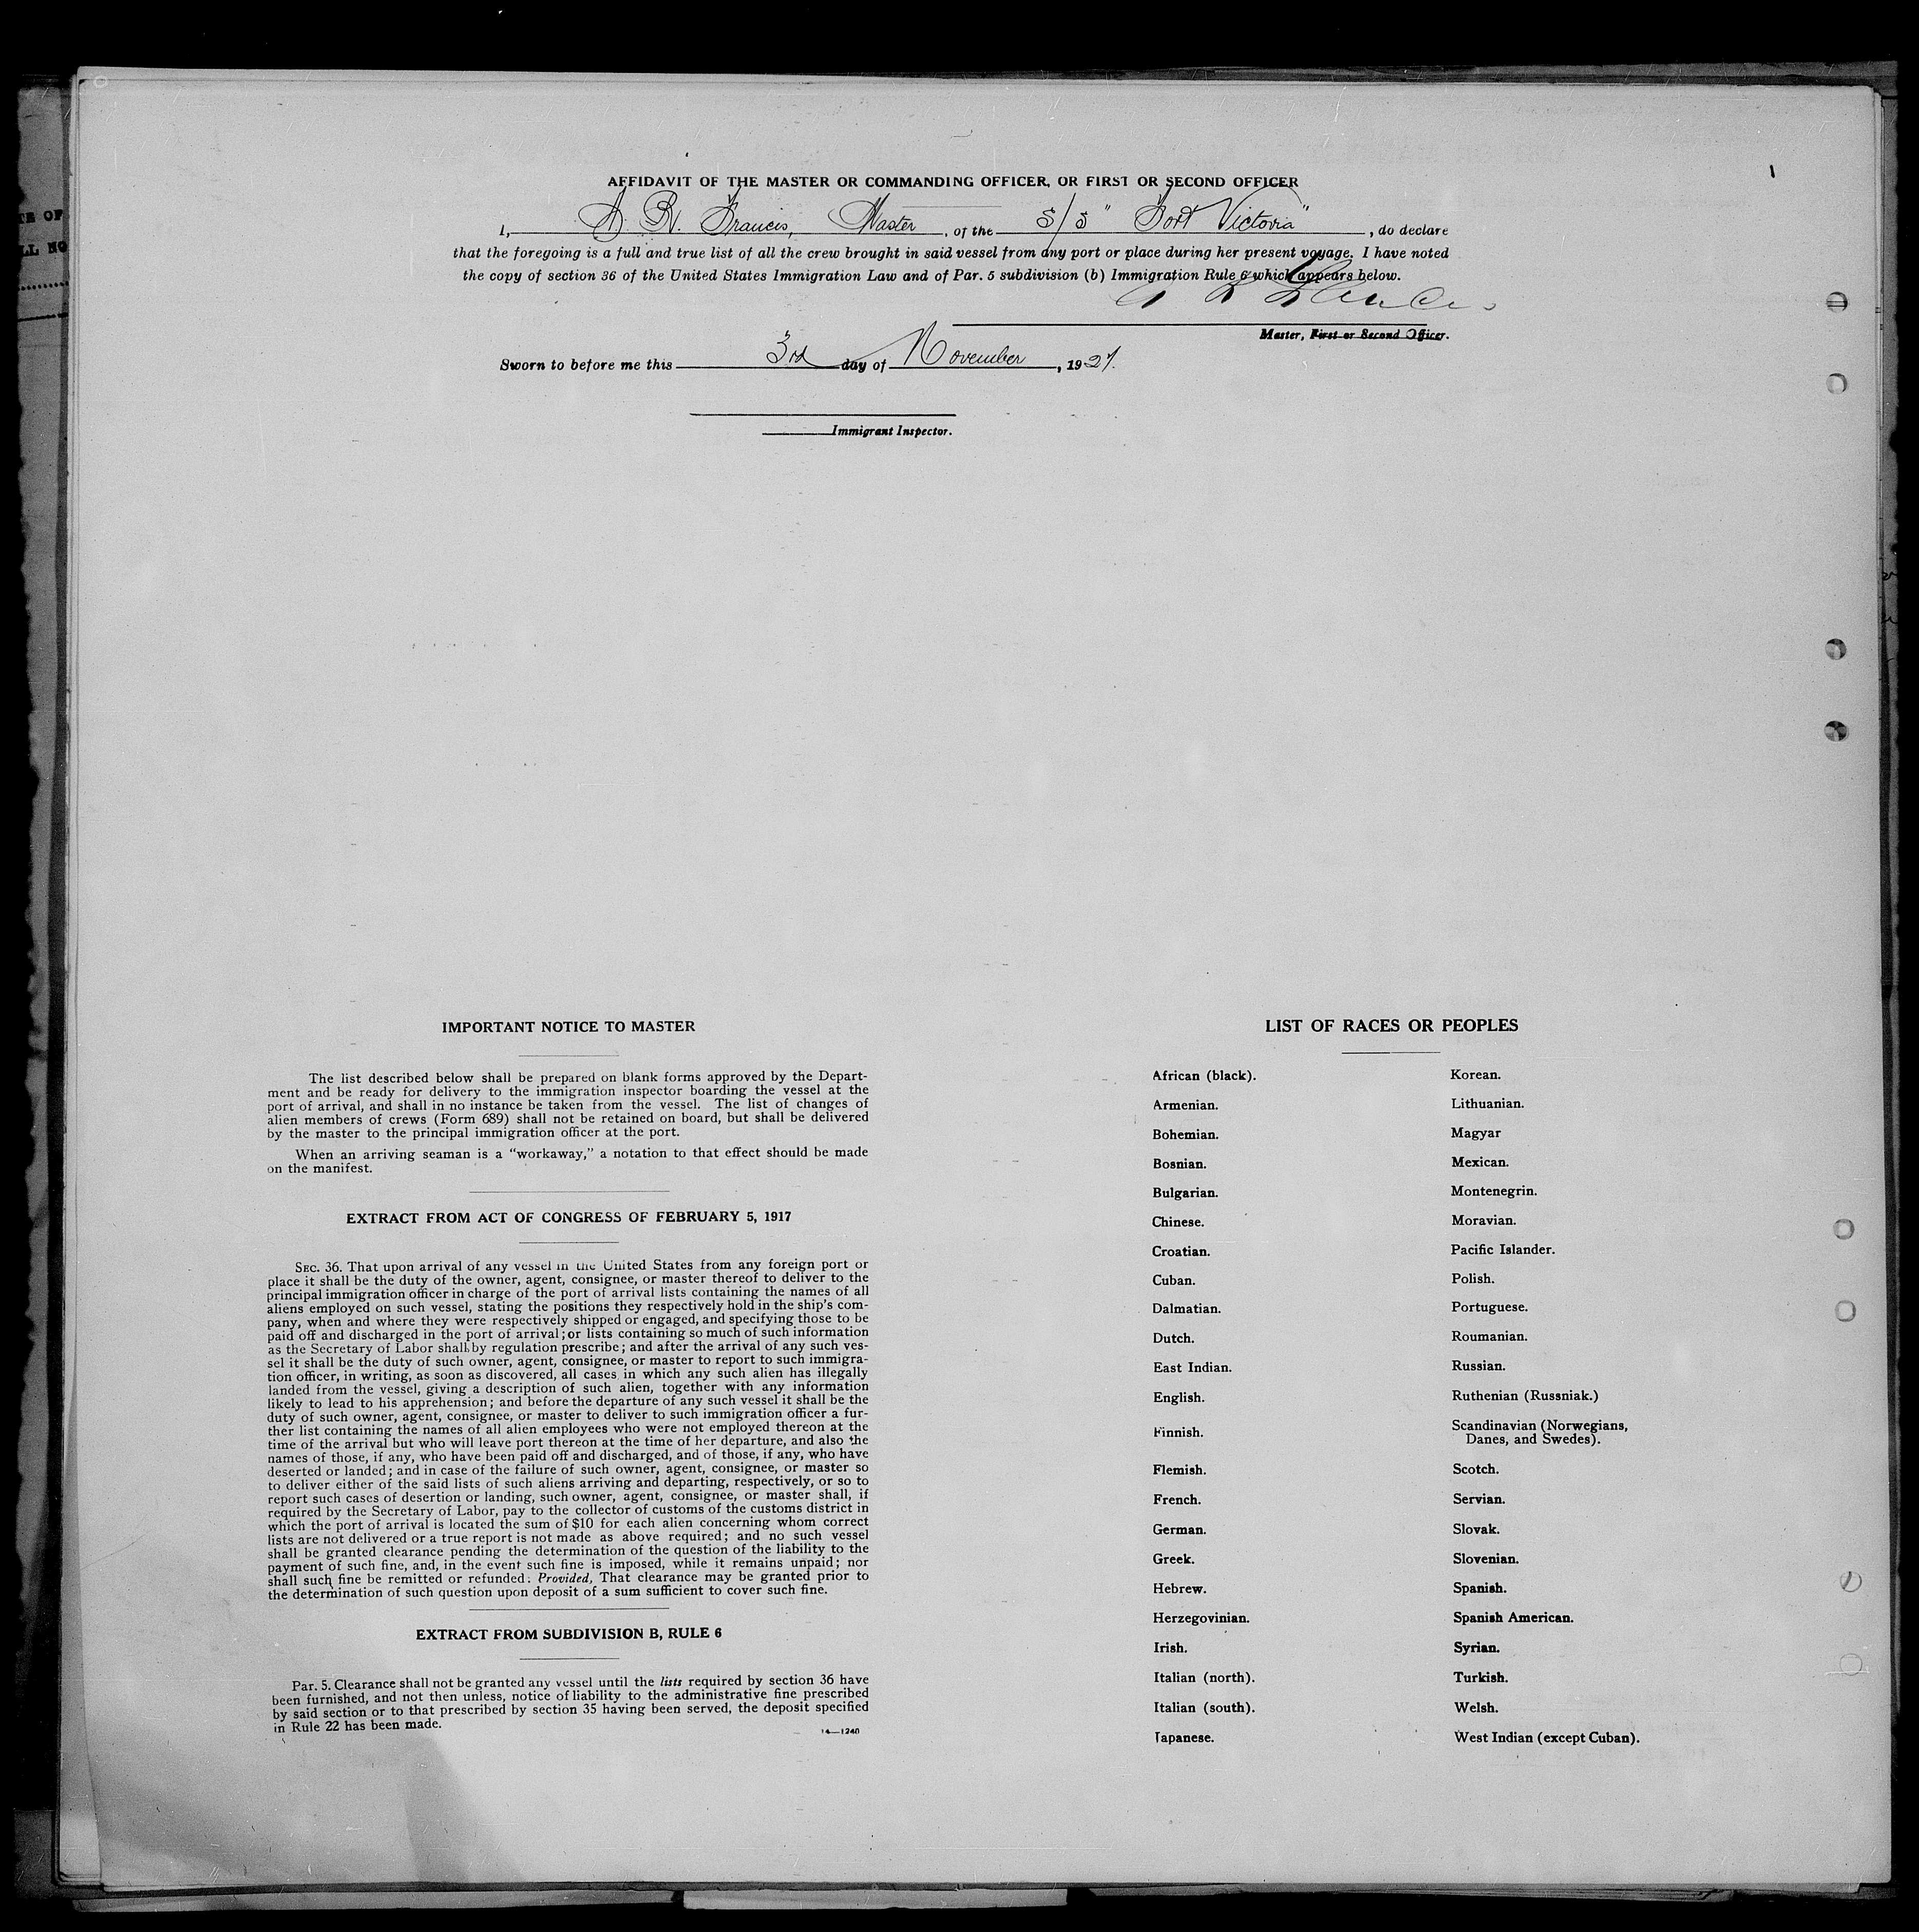 AFFIDAVIT OF THE MASTER OR COMMANDING OFFICER, OR FIRST OR SECOND OFFICER
I, A. R. Francis, Master, of the S/S "Fort Victoria", do declare
that the foregoing is a full and true list of all the crew brought in said vessel from any port or place during her present voyage. I have noted
the copy of section 36 of the United States Immigration Law and of Par. 5 subdivision (b) Immigration Rule 6 which appears below.
Master, First or Second Officer.
Sworn to before me this 3rd day of November, 1927.
Immigrant Inspector.
IMPORTANT NOTICE TO MASTER
The list described below shall be prepared on blank forms approved by the Depart-
ment and be ready for delivery to the immigration inspector boarding the vessel at the
port of arrival, and shall in no instance be taken from the vessel. The list of changes of
alien members of crews (Form 689) shall not be retained on board, but shall be delivered
by the master to the principal immigration officer at the port.
When an arriving seaman is a "workaway," a notation to that effect should be made
on the manifest.
EXTRACT FROM ACT OF CONGRESS OF FEBRUARY 5, 1917
SEC. 36. That upon arrival of any vessel in the United States from any foreign port or
place it shall be the duty of the owner, agent, consignee, or master thereof to deliver to the
principal immigration officer in charge of the port of arrival lists containing the names of all
aliens employed on such vessel, stating the positions they respectively hold in the ship's com-
pany, when and where they were respectively shipped or engaged, and specifying those to be
paid off and discharged in the port of arrival; or lists containing so much of such information
as the Secretary of Labor shall by regulation prescribe; and after the arrival of any such ves-
sel it shall be the duty of such owner, agent, consignee, or master to report to such immigra-
tion officer, in writing, as soon as discovered, all cases in which any such alien has illegally
landed from the vessel, giving a description of such alien, together with any information
likely to lead to his apprehension; and before the departure of any such vessel it shall be the
duty of such owner, agent, consignee, or master to deliver to such immigration officer a fur-
ther list containing the names of all alien employees who were not employed thereon at the
time of the arrival but who will leave port thereon at the time of her departure, and also the
names of those, if any, who have been paid off and discharged, and of those, if any, who have
deserted or landed; and in case of the failure of such owner, agent, consignee, or master so
to deliver either of the said lists of such aliens arriving and departing, respectively, or so to
report such cases of desertion or landing, such owner, agent, consignee, or master shall, if
required by the Secretary of Labor, pay to the collector of customs of the customs district in
which the port of arrival is located the sum of $10 for each alien concerning whom correct
lists are not delivered or a true report is not made as above required; and no such vessel
shall be granted clearance pending the determination of the question of the liability to the
payment of such fine, and, in the event such fine is imposed, while it remains unpaid; nor
shall such fine be remitted or refunded: Provided, That clearance may be granted prior to
the determination of such question upon deposit of a sum sufficient to cover such fine.
EXTRACT FROM SUBDIVISION B, RULE 6
Par. 5. Clearance shall not be granted any vessel until the lists required by section 36 have
been furnished, and not then unless, notice of liability to the administrative fine prescribed
by said section or to that prescribed by section 35 having been served, the deposit specified
in Rule 22 has been made.
14—1240
LIST OF RACES OR PEOPLES
African (black).
Armenian.
Bohemian.
Bosnian.
Bulgarian.
Chinese.
Croatian.
Cuban.
Dalmatian.
Dutch.
East Indian.
English.
Finnish.
Flemish.
French.
German.
Greek.
Hebrew.
Herzegovinian.
Irish.
Italian (north).
Italian (south).
Japanese.
Korean.
Lithuanian.
Magyar
Mexican.
Montenegrin.
Moravian.
Pacific Islander.
Polish.
Portuguese.
Roumanian.
Russian.
Ruthenian (Russniak.)
Scandinavian (Norwegians,
Danes, and Swedes).
Scotch.
Servian.
Slovak.
Slovenian.
Spanish.
Spanish American.
Syrian.
Turkish.
Welsh.
West Indian (except Cuban).